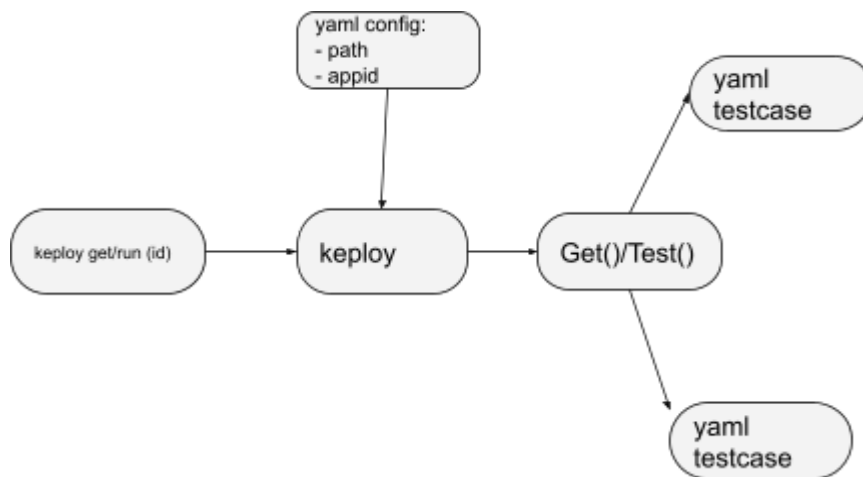 yaml config:
- path
- appid
yaml
testcase
keploy get/run (id)
keploy
Get()/Test()
yaml
testcase